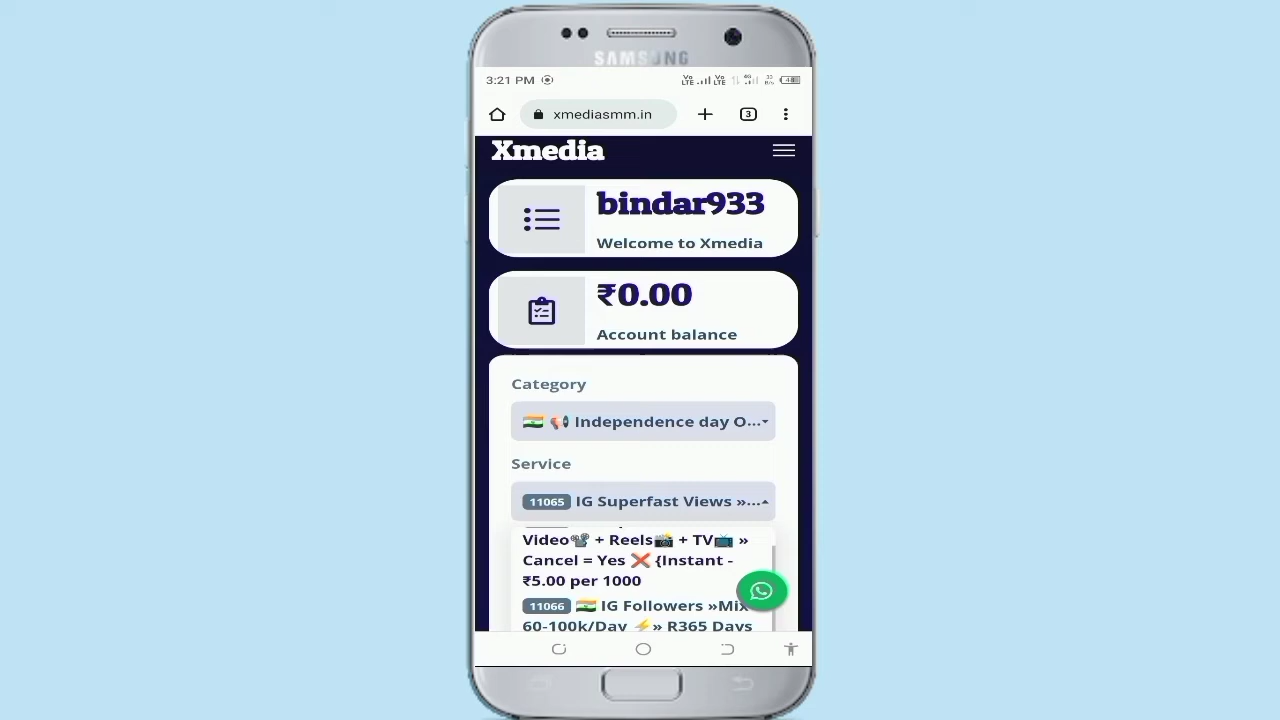 SAMSUNG
3:21 PM
xmediasmm.in
3
Xmedia
bindar933
Welcome to Xmedia
₹0.00
Account balance
Category
🇮🇳 📢 Independence day O...
Service
11065 IG Superfast Views »...
Video📽️ + Reels📸 + TV📺 »
Cancel = Yes ❌ {Instant -
₹5.00 per 1000
11066 🇮🇳 IG Followers »Mix
60-100k/Day ⚡» R365 Days